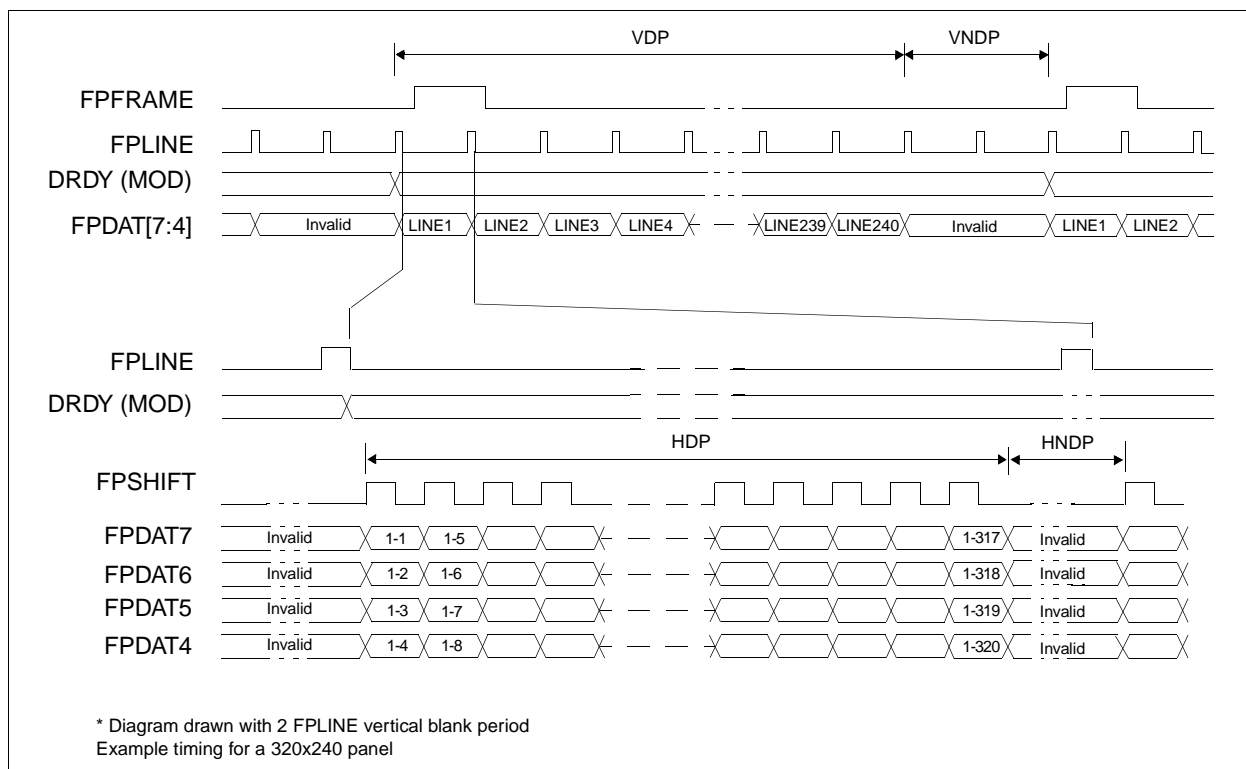 VDP VNDP
FPFRAME
FPLINE
DRDY (MOD)
FPDAT[7:4] Invalid LINE1 LINE2 LINE3 LINE4 LINE239 LINE240 Invalid LINE1 LINE2
FPLINE
DRDY (MOD)
HDP HNDP
FPSHIFT
FPDAT7 Invalid 1-1 1-5 1-317 Invalid
FPDAT6 Invalid 1-2 1-6 1-318 Invalid
FPDAT5 Invalid 1-3 1-7 1-319 Invalid
FPDAT4 Invalid 1-4 1-8 1-320 Invalid
* Diagram drawn with 2 FPLINE vertical blank period
Example timing for a 320x240 panel